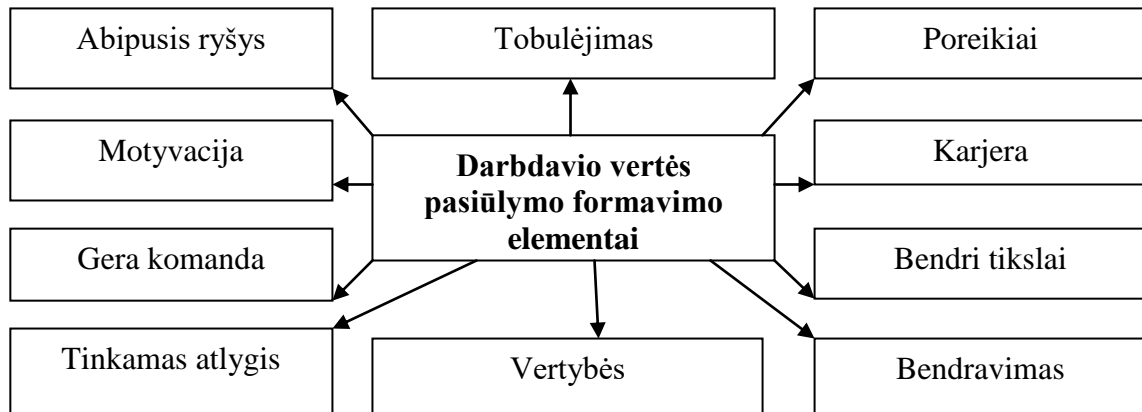 Abipusis ryšys
Tobulėjimas
Poreikiai
Motyvacija
Darbdavio vertės
pasiūlymo formavimo
elementai
Karjera
Gera komanda
Bendri tikslai
Tinkamas atlygis
Vertybės
Bendravimas